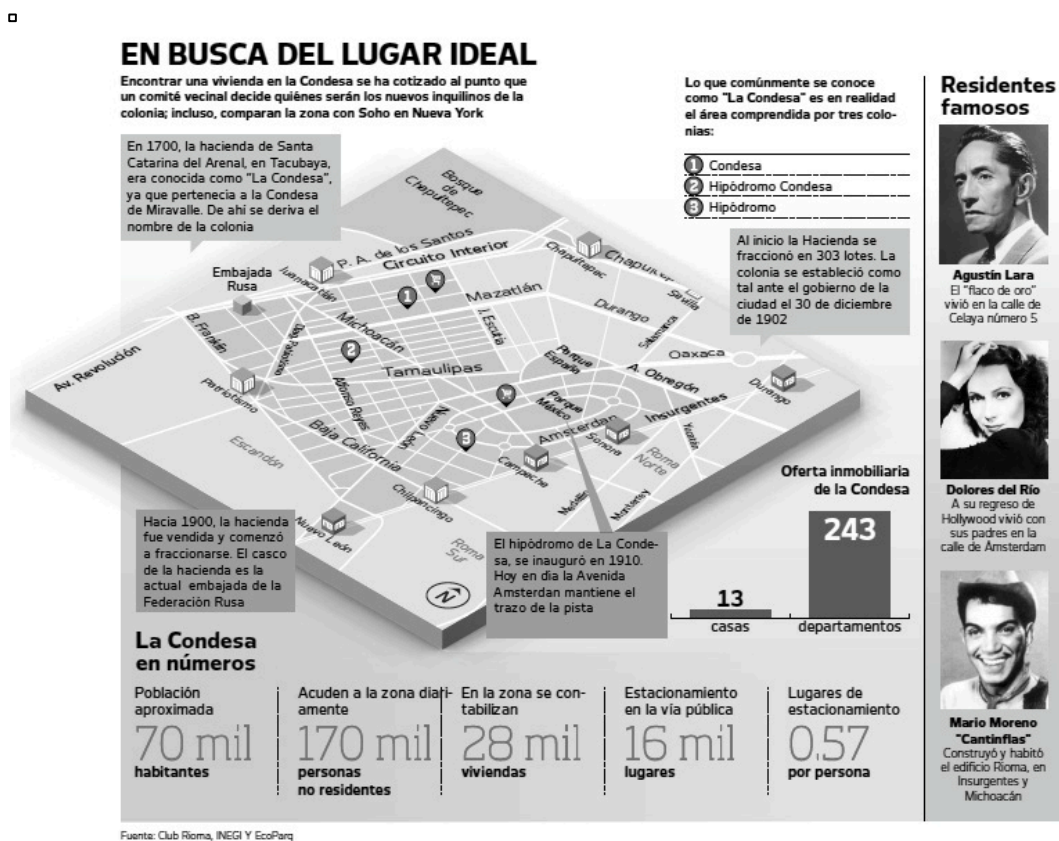 EN BUSCA DEL LUGAR IDEAL
Encontrar una vivienda en la Condesa se ha cotizado al punto que
un comité vecinal decide quiénes serán los nuevos inquilinos de la
colonia; incluso, comparan la zona con Soho en Nueva York
En 1700, la hacienda de Santa
Catarina del Arenal, en Tacubaya,
era conocida como "La Condesa",
ya que pertenecia a la Condesa
de Miravalle. De ahí se deriva el
nombre de la colonia
Lo que comúnmente se conoce
como "La Condesa" es en realidad
el área comprendida por tres colo-
nias:
1 Condesa
2 Hipódromo Condesa
3 Hipódromo
Al inicio la Hacienda se
fraccionó en 303 lotes. La
colonia se estableció como
tal ante el gobierno de la
ciudad el 30 de diciembre
de 1902
Bosque
de
Chapultepec
P. A. de los Santos
Circuito Interior
Juanacatlán
Embajada
Rusa
B. Franklin
Av. Revolución
Patriotismo
Michoacán
Mazatlán
J. Escutia
Tamaulipas
Alfonso Reyes
Nuevo León
Baja California
Escandón
Chilpancingo
Nuevo León
Chapultepec
Sevilla
Durango
Salamanca
Oaxaca
Parque
España
A. Obregón
Parque
México
Insurgentes
Durango
Amsterdan
Sonora
Campeche
Yucatán
Roma
Norte
Medellín
Monterrey
Roma
Sur
1
2
3
N
Hacia 1900, la hacienda
fue vendida y comenzó
a fraccionarse. El casco
de la hacienda es la
actual embajada de la
Federación Rusa
El hipódromo de La Conde-
sa, se inauguró en 1910.
Hoy en día la Avenida
Amsterdan mantiene el
trazo de la pista
Oferta inmobiliaria
de la Condesa
13
casas
243
departamentos
La Condesa
en números
Población
aproximada
70 mil
habitantes
Acuden a la zona diari-
amente
170 mil
personas
no residentes
En la zona se con-
tabilizan
28 mil
viviendas
Estacionamiento
en la vía pública
16 mil
lugares
Lugares de
estacionamiento
0.57
por persona
Residentes
famosos
Agustín Lara
El "flaco de oro"
vivió en la calle de
Celaya número 5
Dolores del Río
A su regreso de
Hollywood vivió con
sus padres en la
calle de Ámsterdam
Mario Moreno
"Cantinflas"
Construyó y habitó
el edificio Rioma, en
Insurgentes y
Michoacán
Fuente: Club Rioma, INEGI Y EcoParq